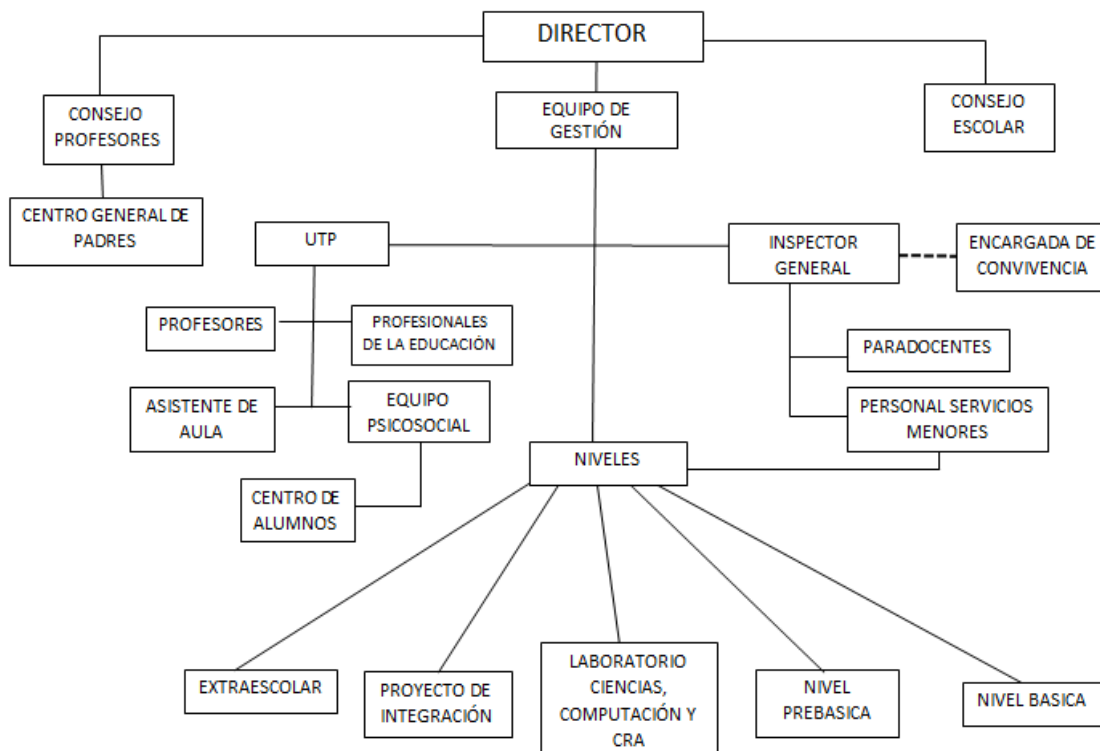 DIRECTOR
CONSEJO
PROFESORES
EQUIPO DE
GESTIÓN
CONSEJO
ESCOLAR
CENTRO GENERAL DE
PADRES
UTP
INSPECTOR
GENERAL
ENCARGADA DE
CONVIVENCIA
PROFESORES
PROFESIONALES
DE LA EDUCACIÓN
PARADOCENTES
ASISTENTE DE
AULA
EQUIPO
PSICOSOCIAL
PERSONAL SERVICIOS
MENORES
NIVELES
CENTRO DE
ALUMNOS
EXTRAESCOLAR
PROYECTO DE
INTEGRACIÓN
LABORATORIO
CIENCIAS,
COMPUTACIÓN Y
CRA
NIVEL
PREBASICA
NIVEL BASICA